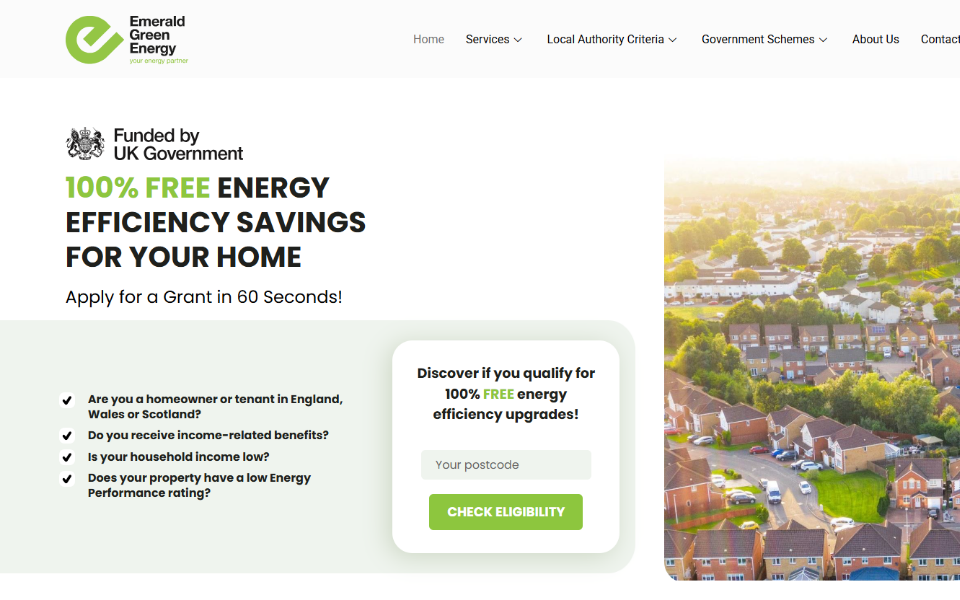 Emerald
Green
Energy
your energy partner
Home
Services
Local Authority Criteria
Government Schemes
About Us
Contact
Funded by
UK Government
100% FREE ENERGY
EFFICIENCY SAVINGS
FOR YOUR HOME
Apply for a Grant in 60 Seconds!
Are you a homeowner or tenant in England,
Wales or Scotland?
Do you receive income-related benefits?
Is your household income low?
Does your property have a low Energy
Performance rating?
Discover if you qualify for
100% FREE energy
efficiency upgrades!
Your postcode
CHECK ELIGIBILITY